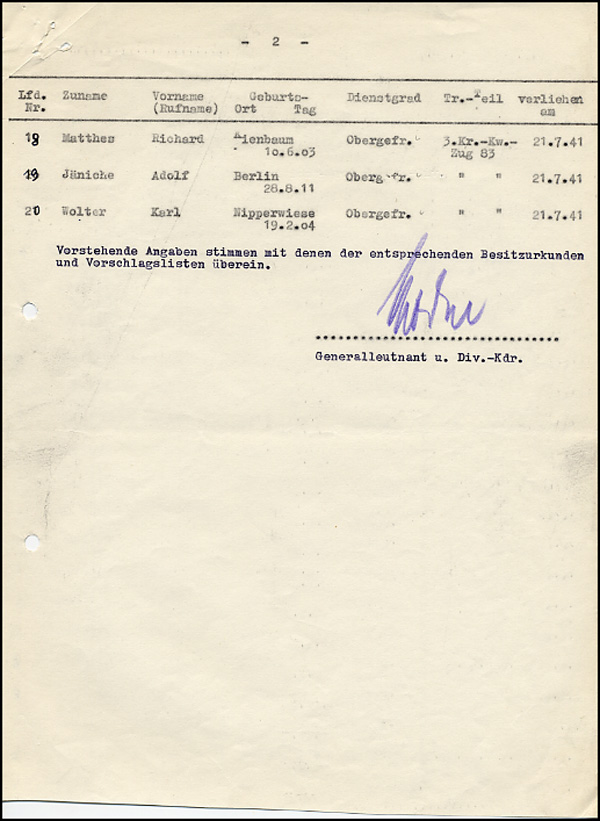 - 2 -
Lfd. Zuname Vorname Geburts- Dienstgrad Tr.-Teil verliehen
Nr. (Rufname) Ort Tag am
18 Matthes Richard Kienbaum Obergefr. 3.Kr.-Kw.- 21.7.41
10.6.03 Zug 83
19 Jäniche Adolf Berlin Obergefr. " " 21.7.41
28.8.11
20 Wolter Karl Nipperwiese Obergefr. " " 21.7.41
19.2.04
Vorstehende Angaben stimmen mit denen der entsprechenden Besitzurkunden
und Vorschlagslisten überein.
Generalleutnant u. Div.-Kdr.